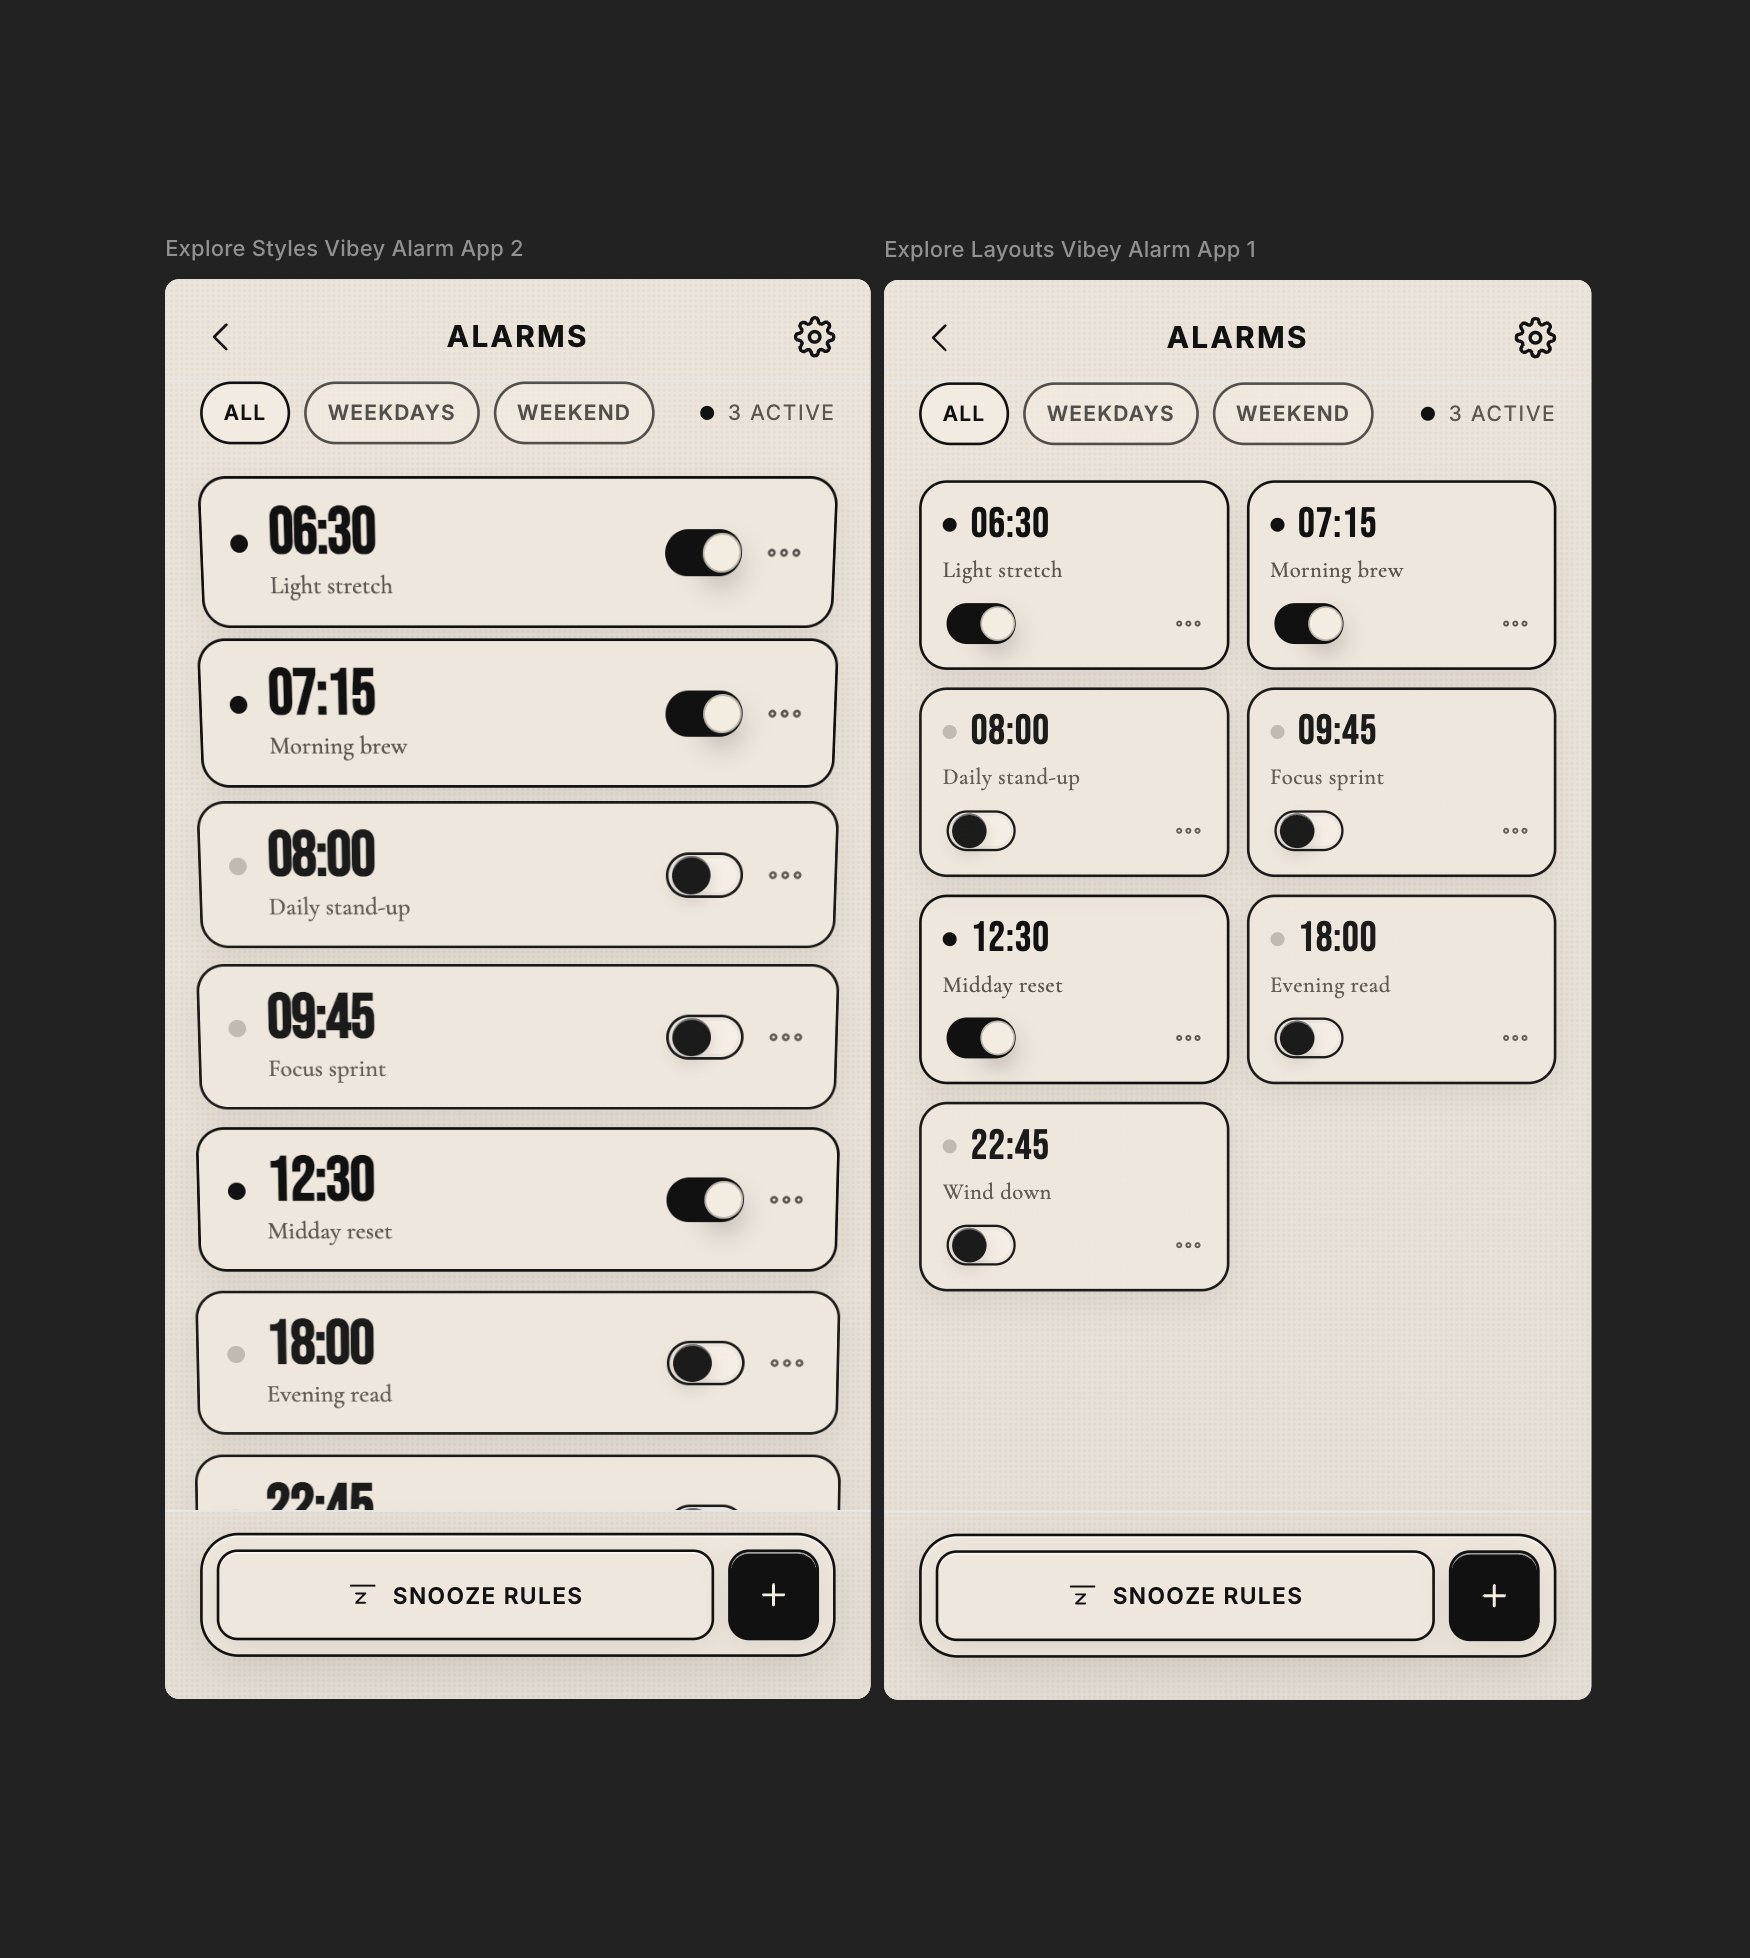 Explore Styles Vibey Alarm App 2
ALARMS
ALL
WEEKDAYS
WEEKEND
3 ACTIVE
06:30
Light stretch
07:15
Morning brew
08:00
Daily stand-up
09:45
Focus sprint
12:30
Midday reset
18:00
Evening read
22:45
SNOOZE RULES
Explore Layouts Vibey Alarm App 1
ALARMS
ALL
WEEKDAYS
WEEKEND
3 ACTIVE
06:30
Light stretch
07:15
Morning brew
08:00
Daily stand-up
09:45
Focus sprint
12:30
Midday reset
18:00
Evening read
22:45
Wind down
SNOOZE RULES